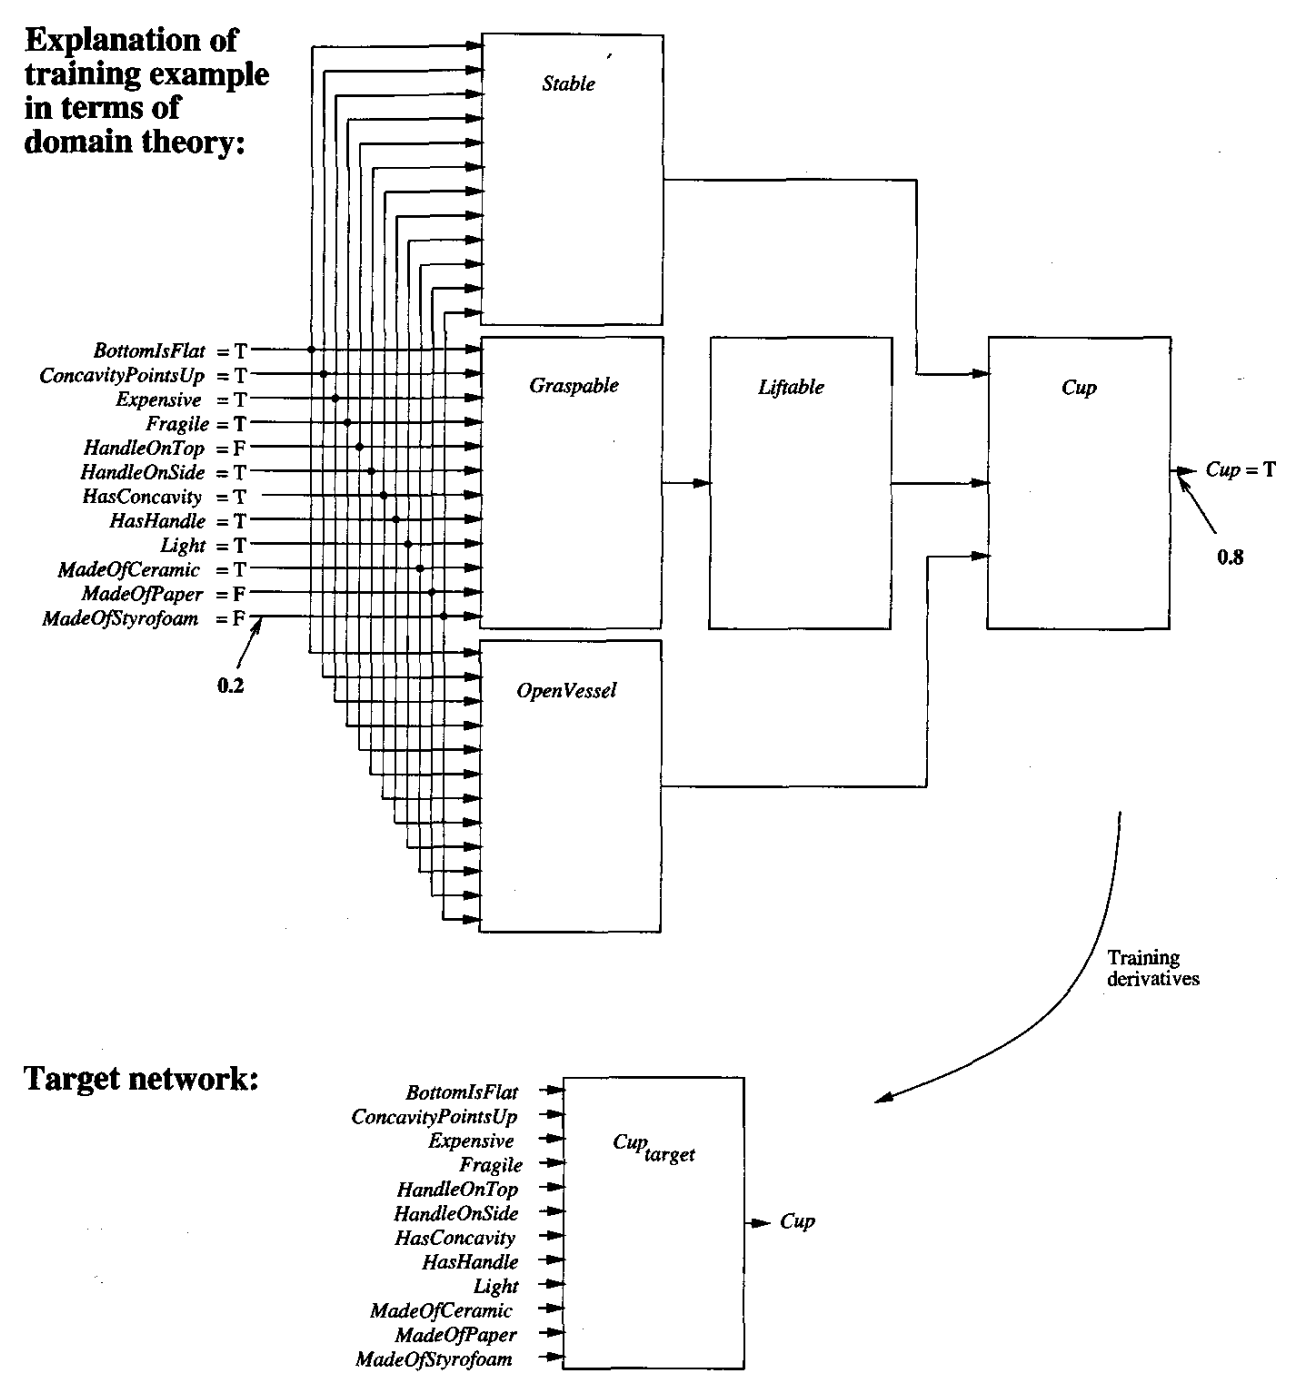 Explanation of
training example
in terms of
domain theory:
Stable
BottomIsFlat = T
ConcavityPointsUp = T
Expensive = T
Fragile = T
HandleOnTop = F
HandleOnSide = T
HasConcavity = T
HasHandle = T
Light = T
MadeOfCeramic = T
MadeOfPaper = F
MadeOfStyrofoam = F
0.2
Graspable
Liftable
Cup
Cup = T
0.8
OpenVessel
Training
derivatives
Target network:
BottomIsFlat
ConcavityPointsUp
Expensive
Fragile
HandleOnTop
HandleOnSide
HasConcavity
HasHandle
Light
MadeOfCeramic
MadeOfPaper
MadeOfStyrofoam
Cup target
Cup